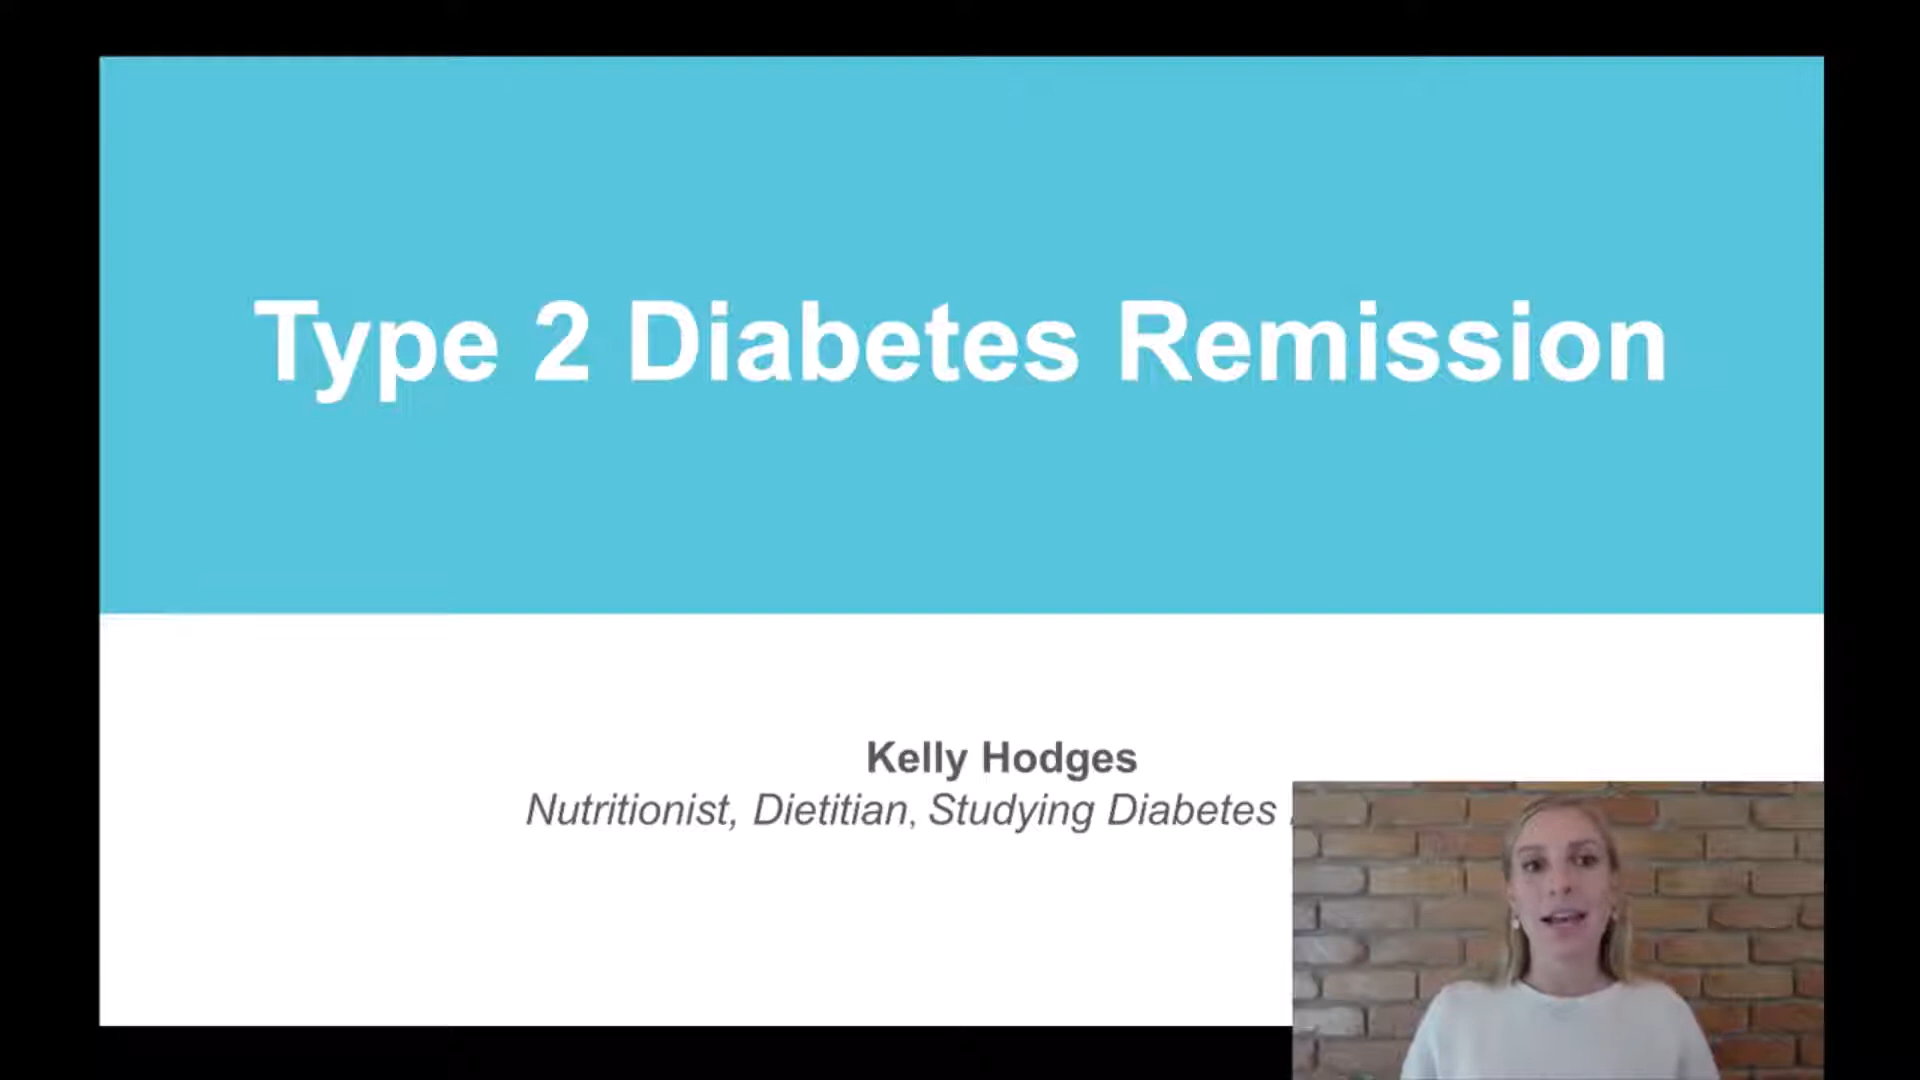 Type 2 Diabetes Remission
Kelly Hodges
Nutritionist, Dietitian, Studying Diabetes